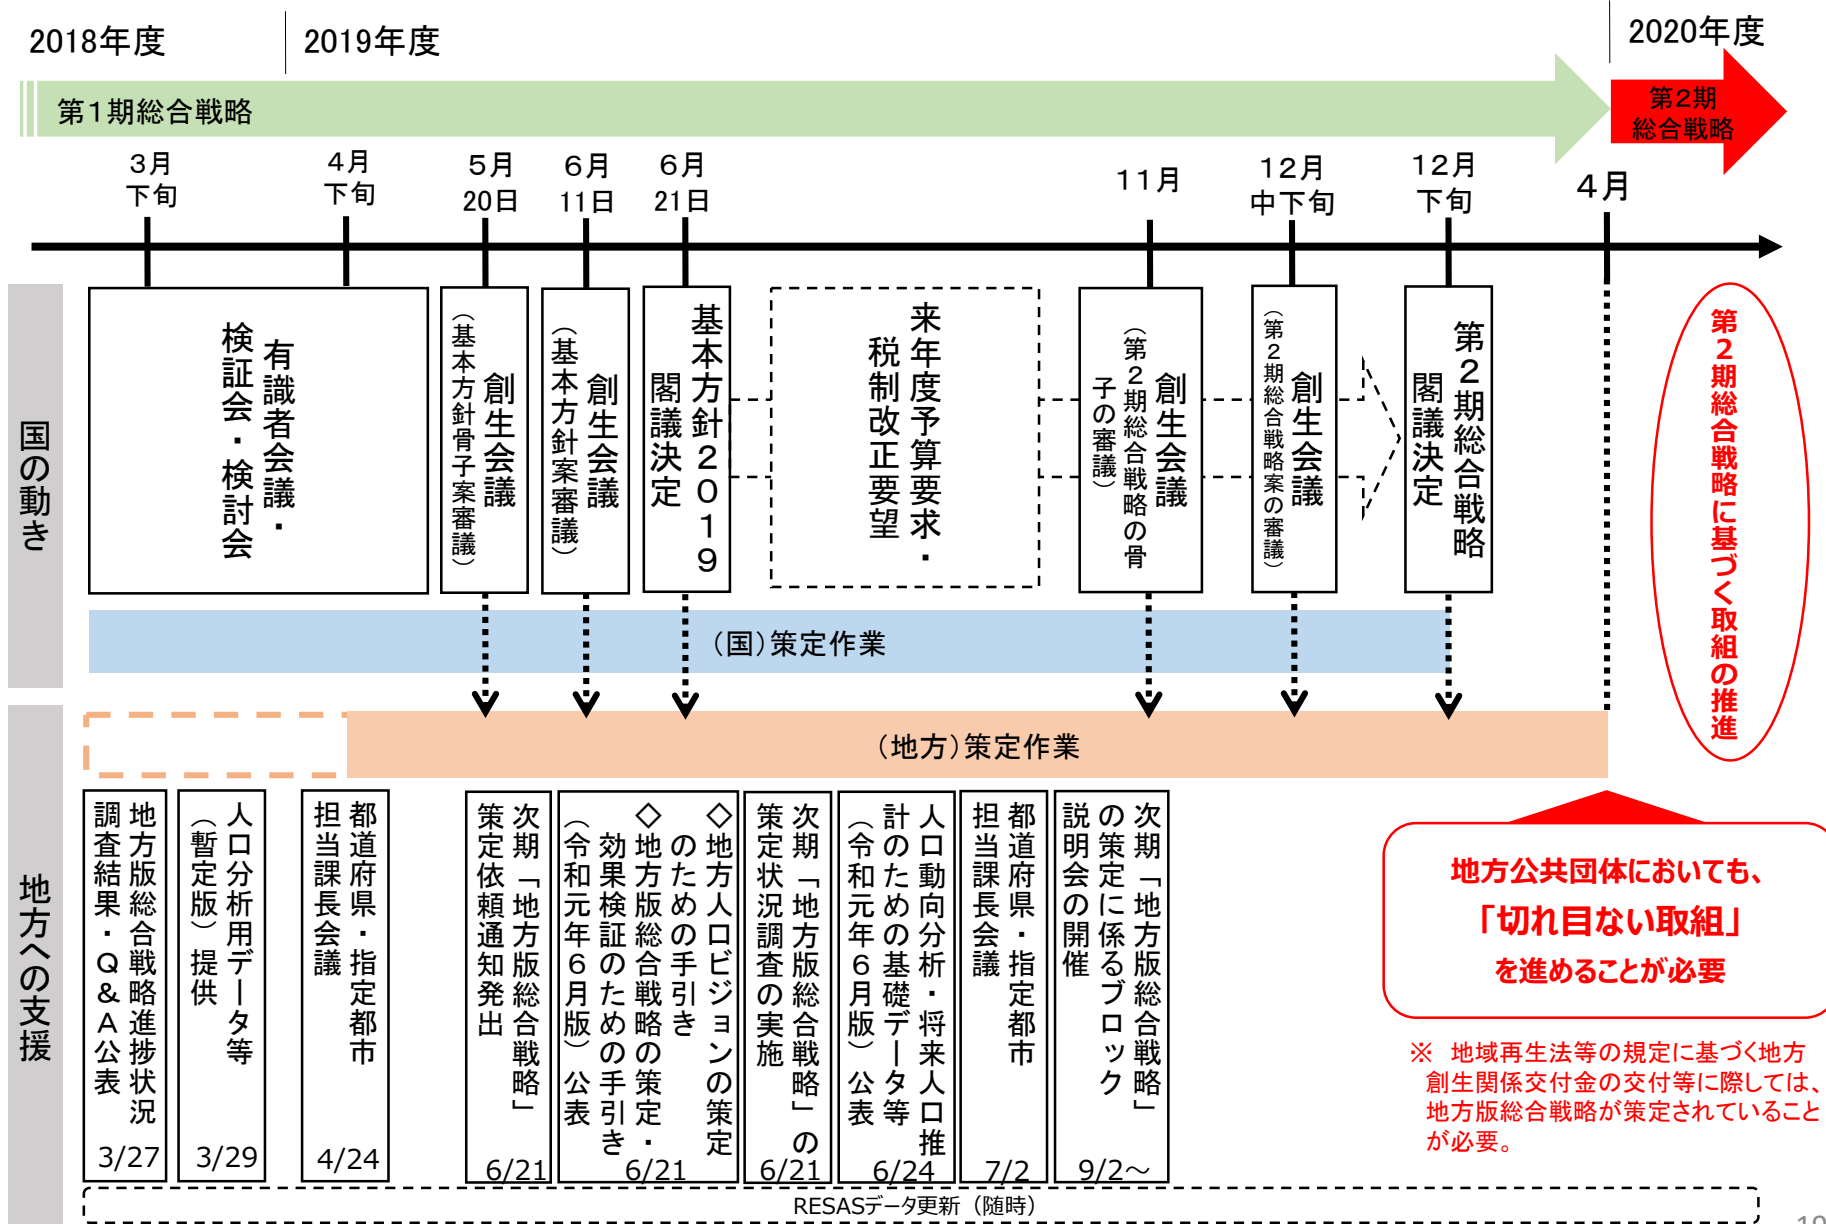 2018年度
2019年度
2020年度
第1期総合戦略
第2期
総合戦略
3月
下旬
4月
下旬
5月
20日
6月
11日
6月
21日
11月
12月
中下旬
12月
下旬
4月
国の動き
有識者会議・
検証会・検討会
創生会議
（基本方針骨子案審議）
創生会議
（基本方針案審議）
基本方針２０１９
閣議決定
来年度予算要求・
税制改正要望
創生会議
（第２期総合戦略の骨
子の審議）
創生会議
（第２期総合戦略案の審議）
第２期総合戦略
閣議決定
第２期総合戦略に基づく取組の推進
（国）策定作業
（地方）策定作業
地方への支援
地方版総合戦略進捗状況
調査結果・Ｑ＆Ａ公表
3/27
人口分析用データ等
（暫定版）提供
3/29
都道府県・指定都市
担当課長会議
4/24
次期「地方版総合戦略」
策定依頼通知発出
6/21
◇地方人口ビジョンの策定
のための手引き
◇地方版総合戦略の策定・
効果検証のための手引き
（令和元年６月版）公表
6/21
次期「地方版総合戦略」の
策定状況調査の実施
6/21
人口動向分析・将来人口推
計のための基礎データ等
（令和元年６月版）公表
6/24
都道府県・指定都市
担当課長会議
7/2
次期「地方版総合戦略」
の策定に係るブロック
説明会の開催
9/2～
地方公共団体においても、
「切れ目ない取組」
を進めることが必要
※ 地域再生法等の規定に基づく地方
創生関係交付金の交付等に際しては、
地方版総合戦略が策定されていること
が必要。
RESASデータ更新（随時）